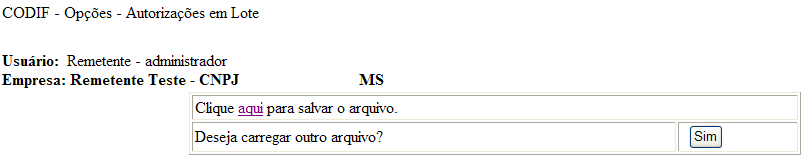 CODIF - Opções - Autorizações em Lote
Usuário: Remetente - administrador
Empresa: Remetente Teste - CNPJ MS
Clique aqui para salvar o arquivo.
Deseja carregar outro arquivo? Sim